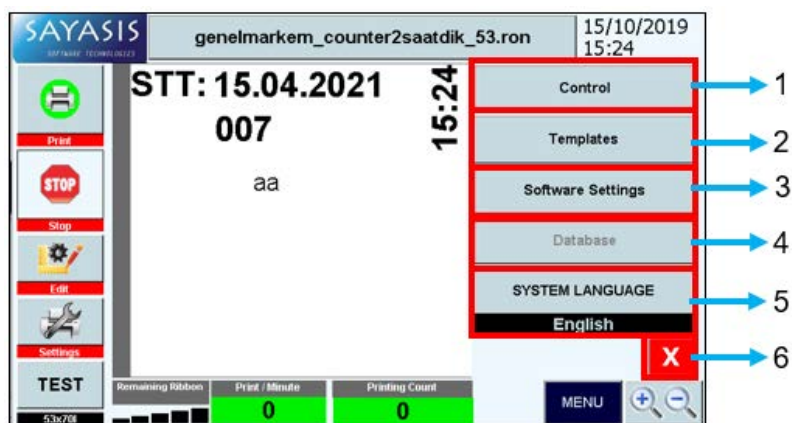 SAYASIS
SOFTWARE TECHNOLOGIES
genelmarkem_counter2saatdik_53.ron
15/10/2019
15:24
STT: 15.04.2021
15:24
007
aa
Print
Stop
STOP
Edit
Settings
TEST
53x70I
Control
Templates
Software Settings
Database
SYSTEM LANGUAGE
English
X
1
2
3
4
5
6
Remaining Ribbon
Print / Minute
Printing Count
0
0
MENU